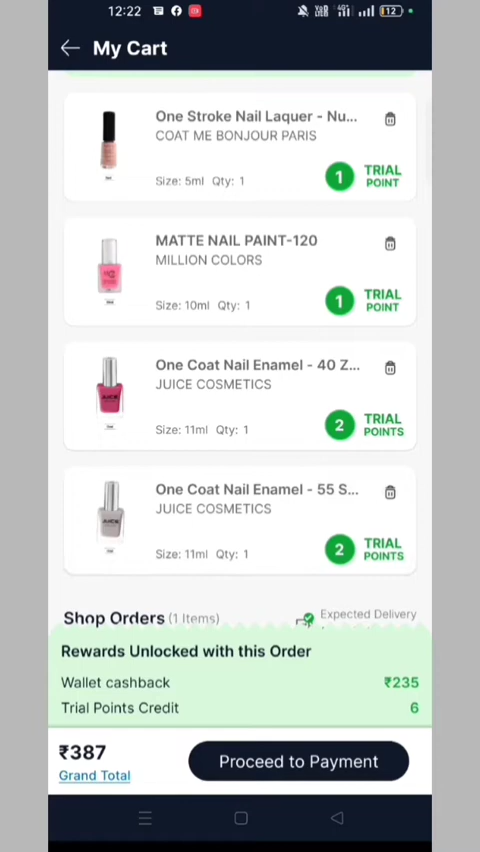 12:22
12
My Cart
One Stroke Nail Laquer - Nu...
COAT ME BONJOUR PARIS
Size: 5ml Qty: 1
1 TRIAL
POINT
MATTE NAIL PAINT-120
MILLION COLORS
Size: 10ml Qty: 1
1 TRIAL
POINT
One Coat Nail Enamel - 40 Z...
JUICE COSMETICS
JUICE
Size: 11ml Qty: 1
2 TRIAL
POINTS
One Coat Nail Enamel - 55 S...
JUICE COSMETICS
JUICE
Size: 11ml Qty: 1
2 TRIAL
POINTS
Shop Orders (1 Items)
Expected Delivery
Rewards Unlocked with this Order
Wallet cashback ₹235
Trial Points Credit 6
₹387
Grand Total
Proceed to Payment